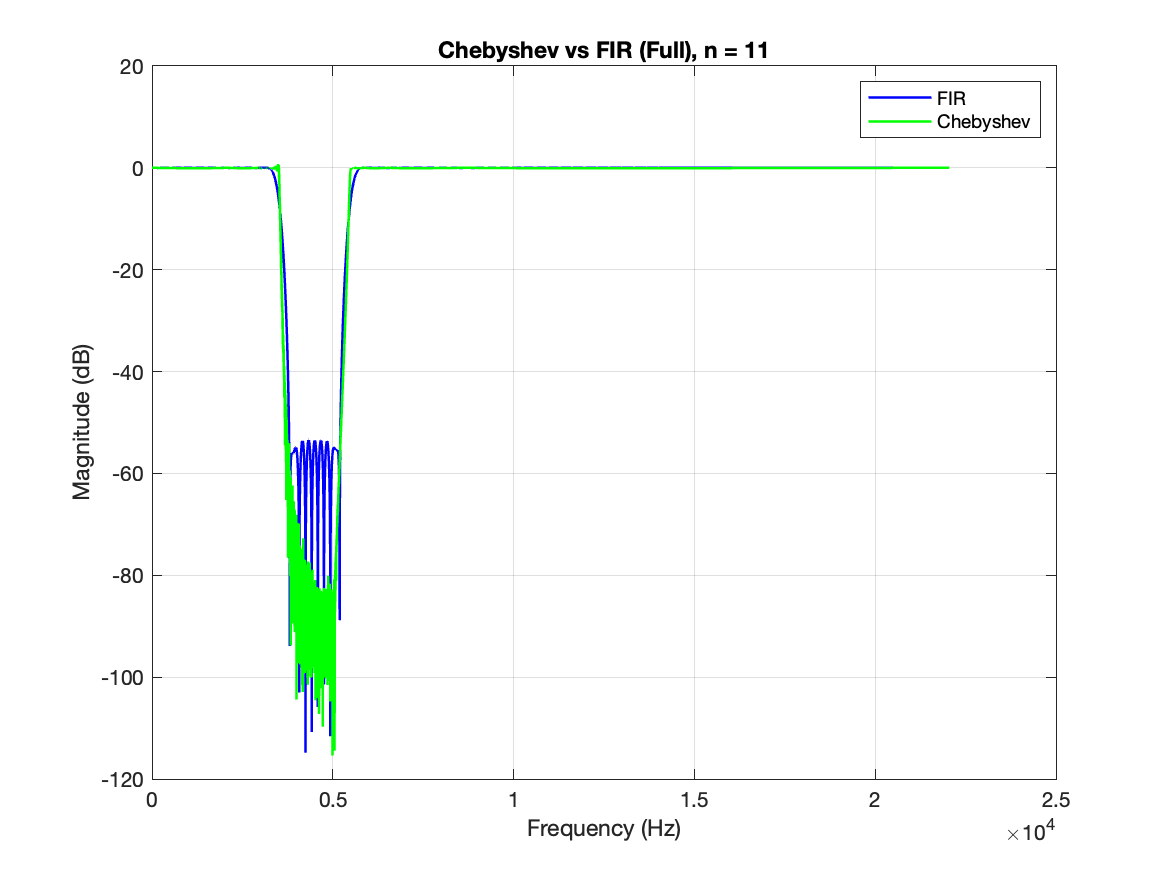 Chebyshev vs FIR (Full), n = 11
FIR
Chebyshev
20
0
-20
-40
-60
-80
-100
-120
Magnitude (dB)
0 0.5 1 1.5 2 2.5
Frequency (Hz)
×10^4